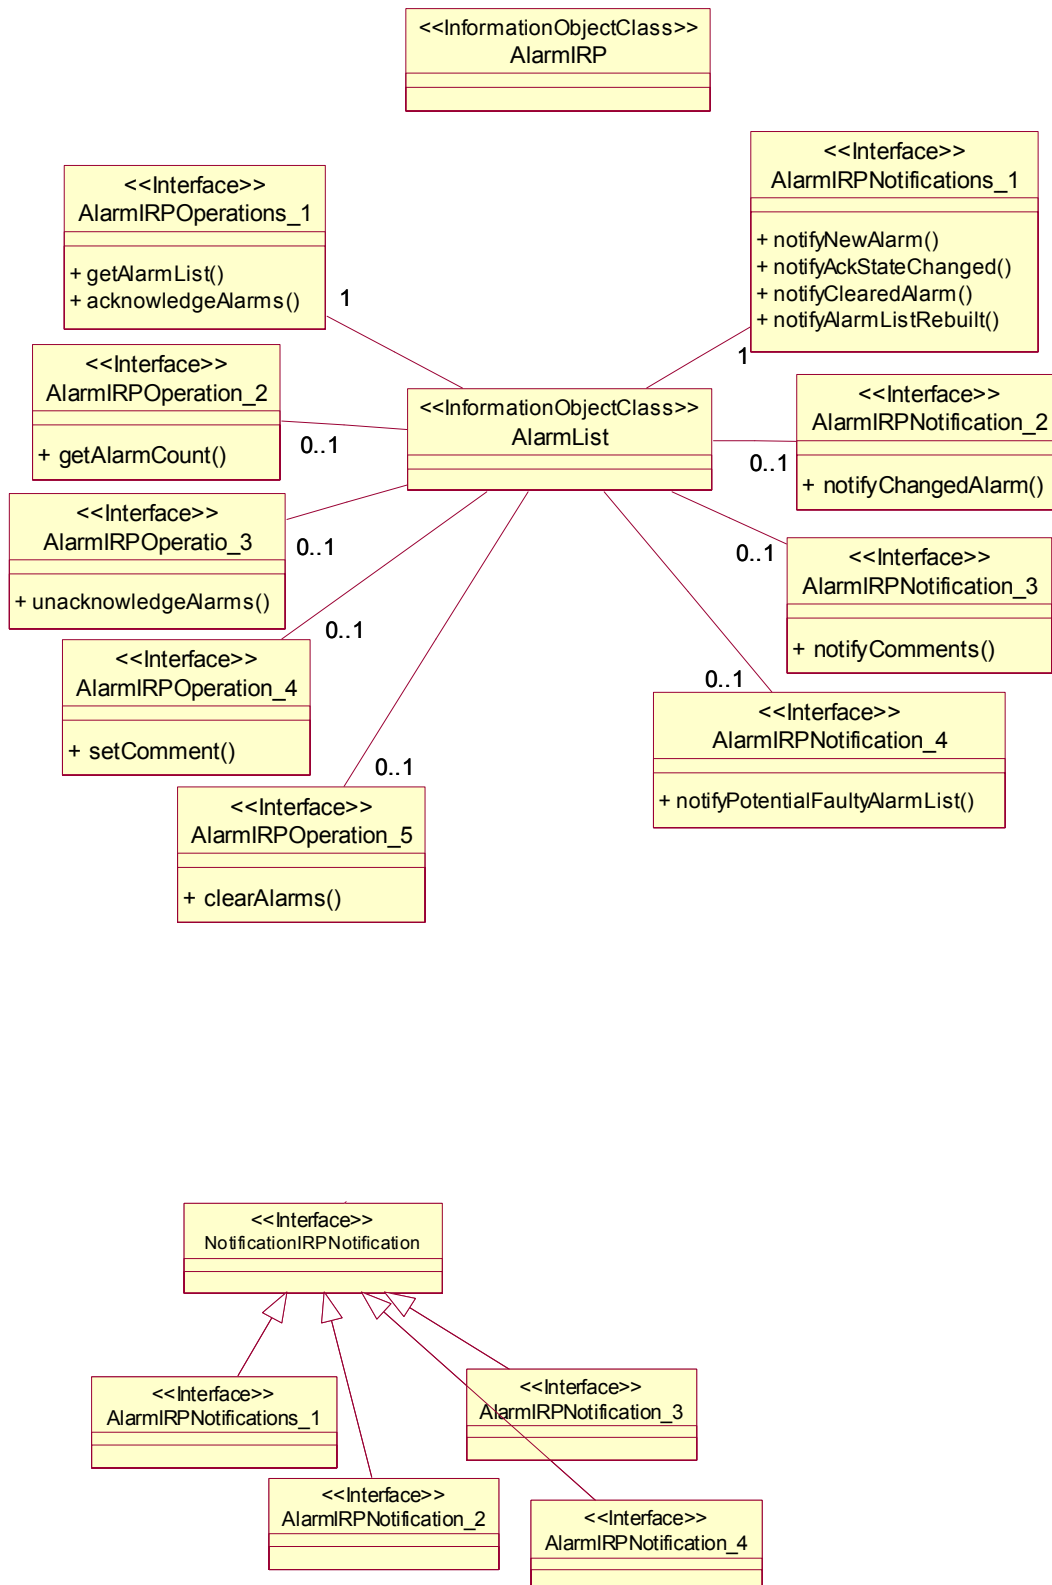 <<InformationObjectClass>>
AlarmIRP
<<Interface>>
AlarmIRPOperations_1
+ getAlarmList()
+ acknowledgeAlarms()
1
<<Interface>>
AlarmIRPNotifications_1
+ notifyNewAlarm()
+ notifyAckStateChanged()
+ notifyClearedAlarm()
+ notifyAlarmListRebuilt()
1
<<Interface>>
AlarmIRPOperation_2
+ getAlarmCount()
0..1
<<InformationObjectClass>>
AlarmList
<<Interface>>
AlarmIRPNotification_2
+ notifyChangedAlarm()
0..1
<<Interface>>
AlarmIRPOperatio_3
+ unacknowledgeAlarms()
0..1
<<Interface>>
AlarmIRPNotification_3
+ notifyComments()
0..1
<<Interface>>
AlarmIRPOperation_4
+ setComment()
0..1
<<Interface>>
AlarmIRPNotification_4
+ notifyPotentialFaultyAlarmList()
0..1
<<Interface>>
AlarmIRPOperation_5
+ clearAlarms()
0..1
<<Interface>>
NotificationIRPNotification
<<Interface>>
AlarmIRPNotifications_1
<<Interface>>
AlarmIRPNotification_3
<<Interface>>
AlarmIRPNotification_2
<<Interface>>
AlarmIRPNotification_4